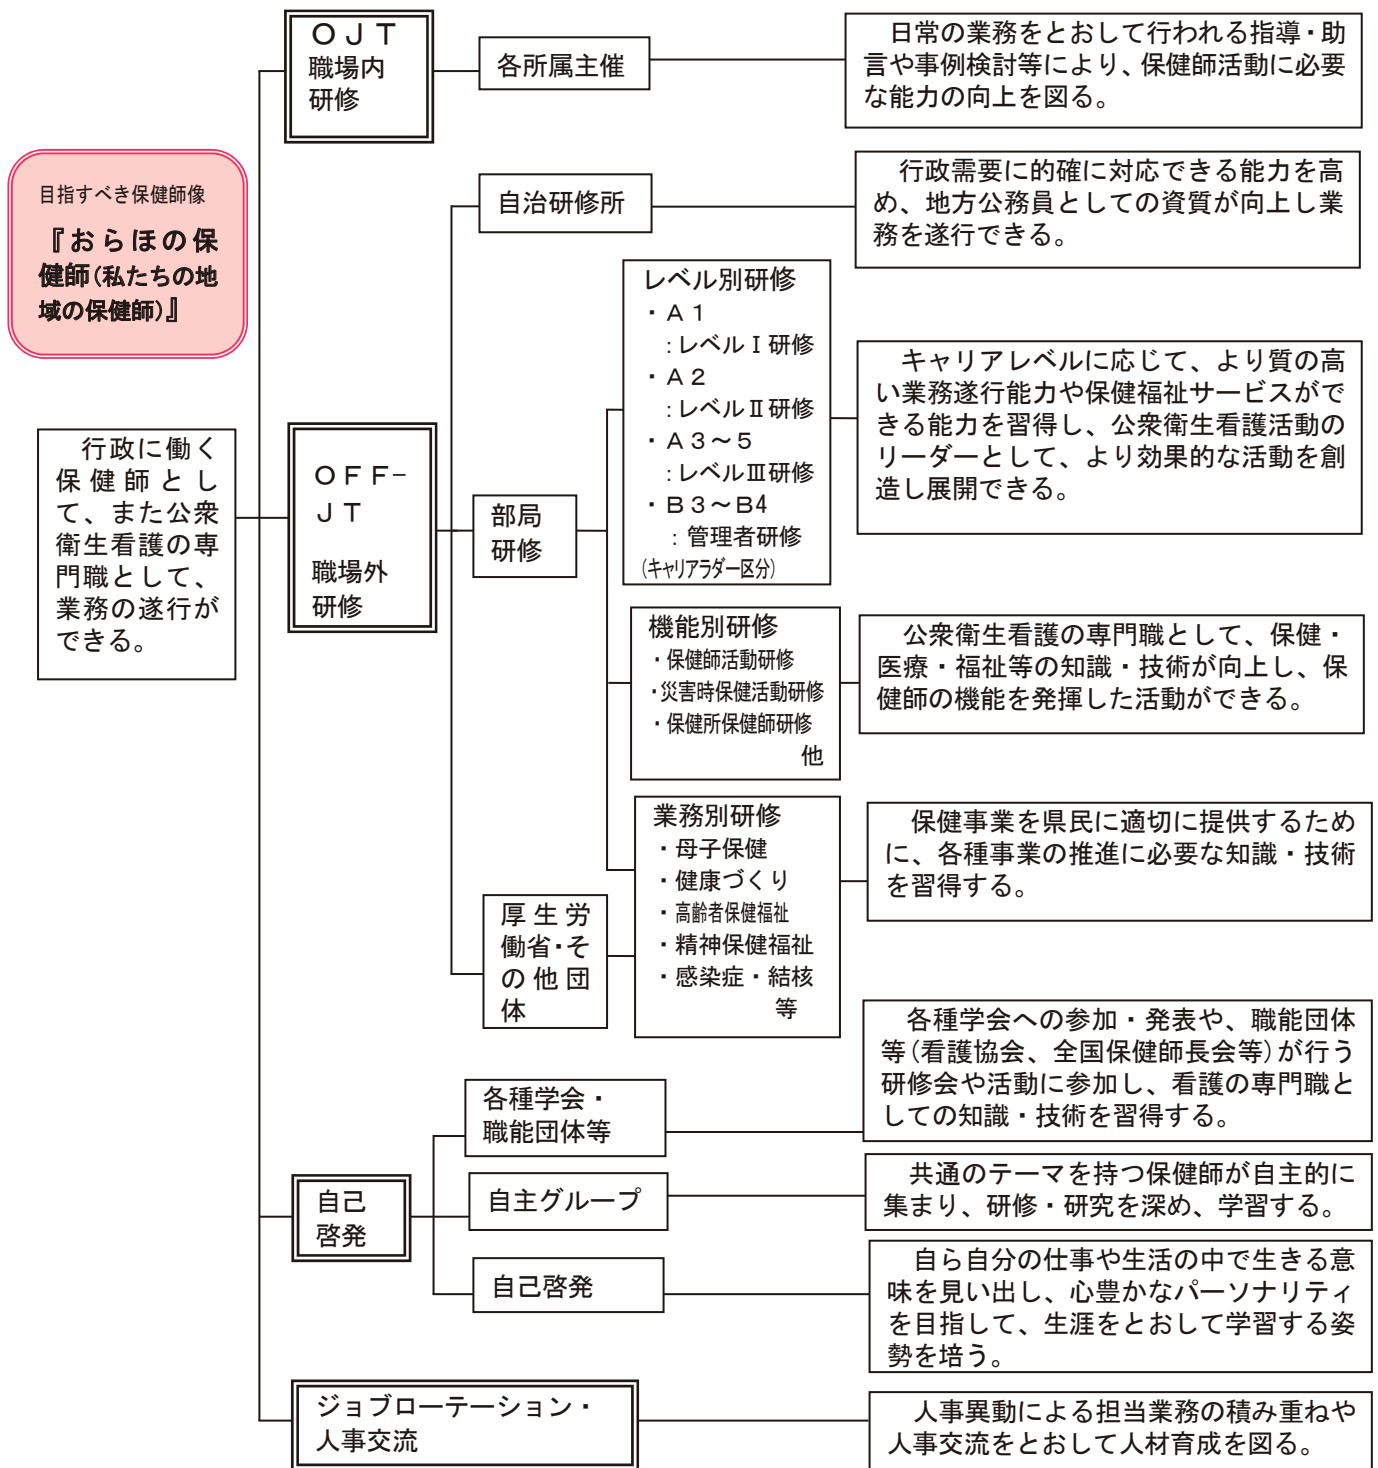 目指すべき保健師像
『おらほの保
健師(私たちの地
域の保健師)』
行政に働く
保健師とし
て、また公衆
衛生看護の専
門職として、
業務の遂行が
できる。
ＯＪＴ
職場内
研修
各所属主催
日常の業務をとおして行われる指導・助
言や事例検討等により、保健師活動に必要
な能力の向上を図る。
ＯＦＦ−
ＪＴ
職場外
研修
自治研修所
行政需要に的確に対応できる能力を高
め、地方公務員としての資質が向上し業
務を遂行できる。
部局
研修
レベル別研修
・Ａ１
：レベルⅠ研修
・Ａ２
：レベルⅡ研修
・Ａ３～５
：レベルⅢ研修
・Ｂ３～Ｂ４
：管理者研修
(キャリアラダー区分)
キャリアレベルに応じて、より質の高
い業務遂行能力や保健福祉サービスがで
きる能力を習得し、公衆衛生看護活動の
リーダーとして、より効果的な活動を創
造し展開できる。
機能別研修
・保健師活動研修
・災害時保健活動研修
・保健所保健師研修
他
公衆衛生看護の専門職として、保健・
医療・福祉等の知識・技術が向上し、保
健師の機能を発揮した活動ができる。
厚生労
働省・そ
の他団
体
業務別研修
・母子保健
・健康づくり
・高齢者保健福祉
・精神保健福祉
・感染症・結核
等
保健事業を県民に適切に提供するため
に、各種事業の推進に必要な知識・技術
を習得する。
自己
啓発
各種学会・
職能団体等
各種学会への参加・発表や、職能団体
等(看護協会、全国保健師長会等)が行う
研修会や活動に参加し、看護の専門職と
しての知識・技術を習得する。
自主グループ
共通のテーマを持つ保健師が自主的に
集まり、研修・研究を深め、学習する。
自己啓発
自ら自分の仕事や生活の中で生きる意
味を見い出し、心豊かなパーソナリティ
を目指して、生涯をとおして学習する姿
勢を培う。
ジョブローテーション・
人事交流
人事異動による担当業務の積み重ねや
人事交流をとおして人材育成を図る。